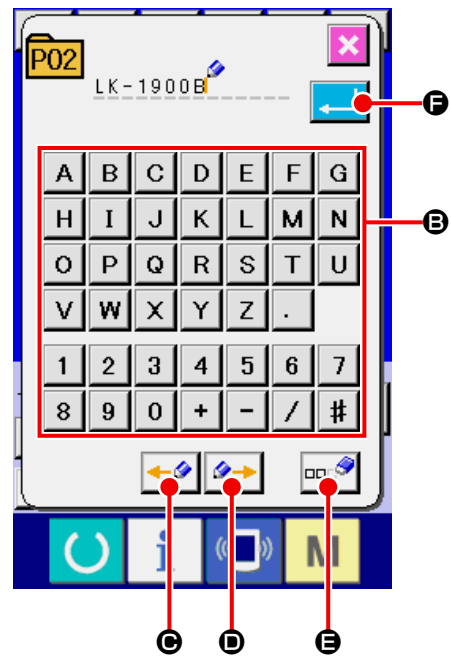 P02
LK-1900B
F
A B C D E F G
B
H I J K L M N
O P Q R S T U
V W X Y Z .
1 2 3 4 5 6 7
8 9 0 + - / #
i M
C D E